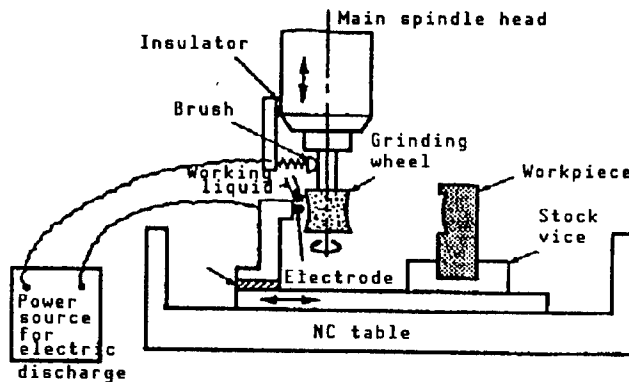 Main spindle head
Insulator
Brush
Grinding
wheel
Working
liquid
Workpiece
Stock
vice
Electrode
Power
source
for
electric
discharge
NC table